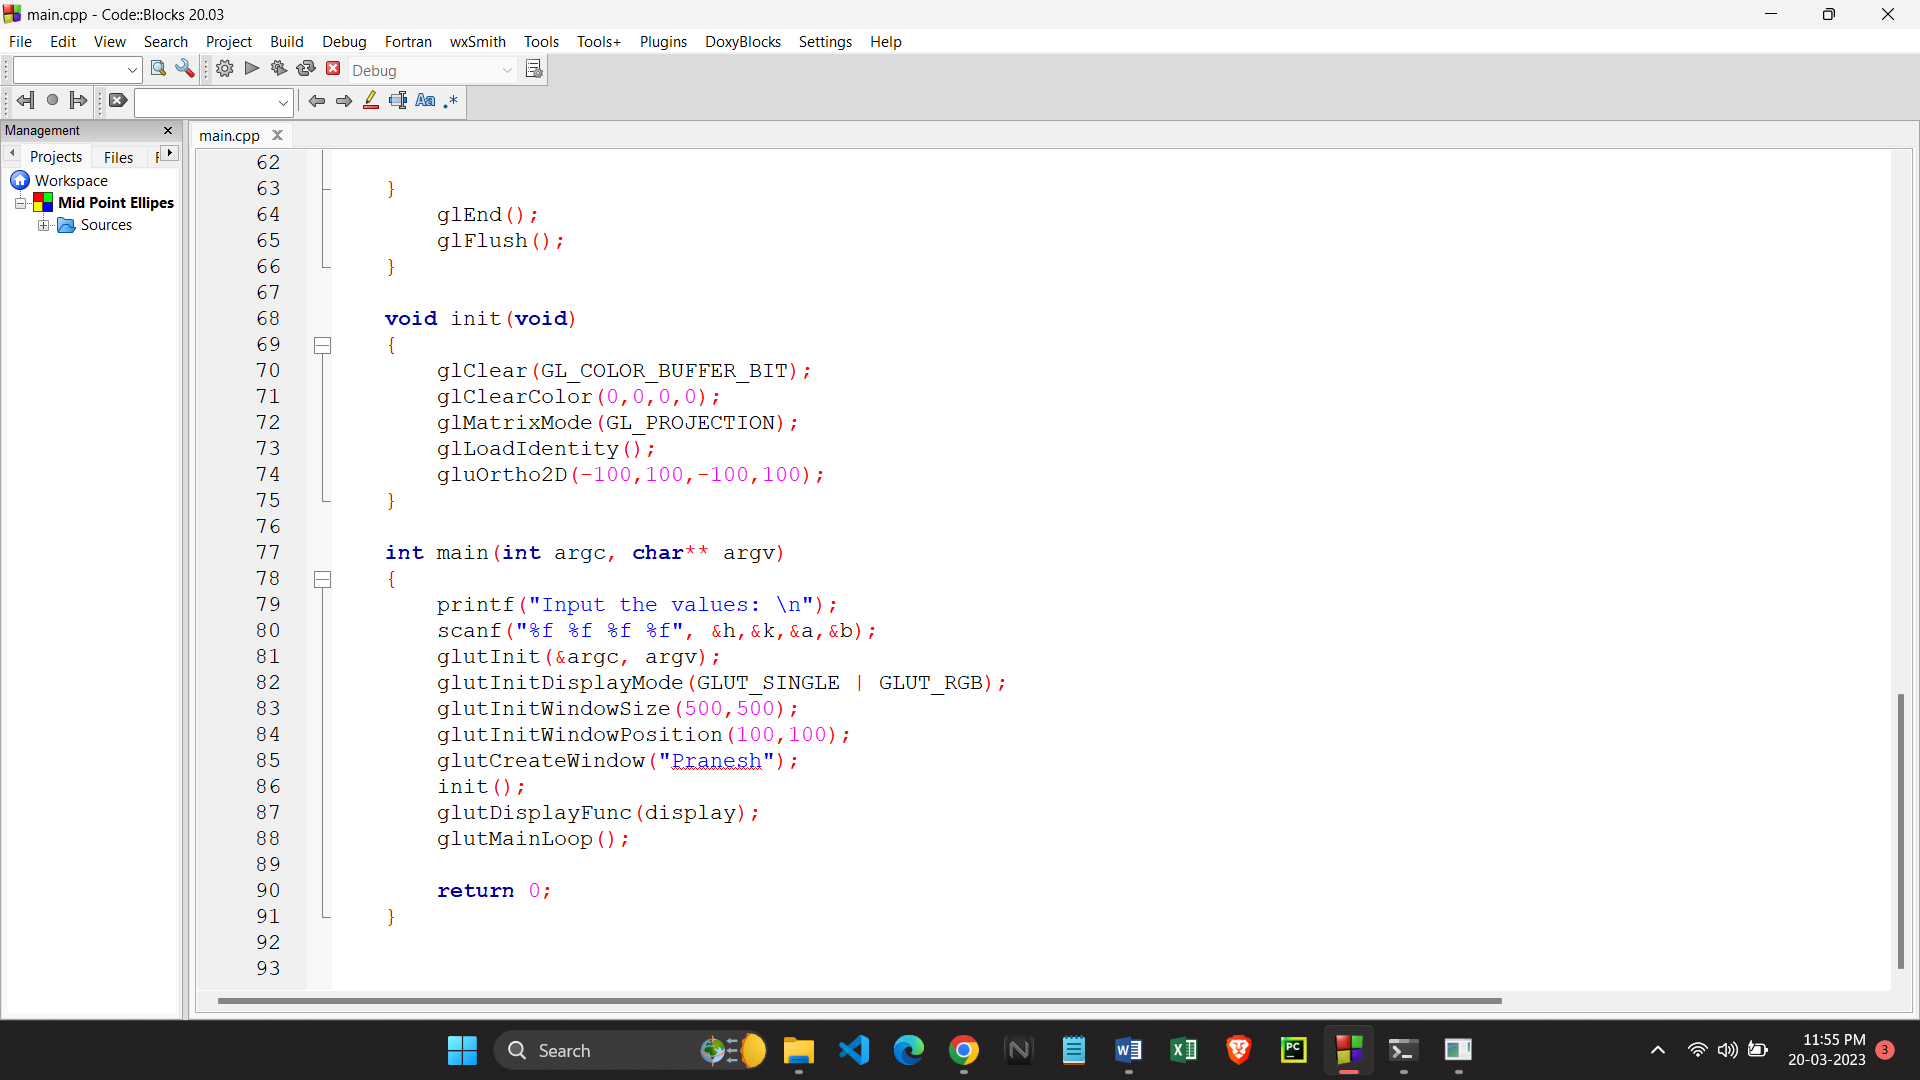 main.cpp - Code::Blocks 20.03
File Edit View Search Project Build Debug Fortran wxSmith Tools Tools+ Plugins DoxyBlocks Settings Help
Debug
Aa .*
Management
main.cpp
Projects Files
Workspace
Mid Point Ellipes
Sources
62
63 }
64 glEnd();
65 glFlush();
66 }
67
68 void init(void)
69 {
70 glClear(GL_COLOR_BUFFER_BIT);
71 glClearColor(0,0,0,0);
72 glMatrixMode(GL_PROJECTION);
73 glLoadIdentity();
74 gluOrtho2D(-100,100,-100,100);
75 }
76
77 int main(int argc, char** argv)
78 {
79 printf("Input the values: \n");
80 scanf("%f %f %f %f", &h,&k,&a,&b);
81 glutInit(&argc, argv);
82 glutInitDisplayMode(GLUT_SINGLE | GLUT_RGB);
83 glutInitWindowSize(500,500);
84 glutInitWindowPosition(100,100);
85 glutCreateWindow("Pranesh");
86 init();
87 glutDisplayFunc(display);
88 glutMainLoop();
89
90 return 0;
91 }
92
93
Search
PC
11:55 PM
20-03-2023
3